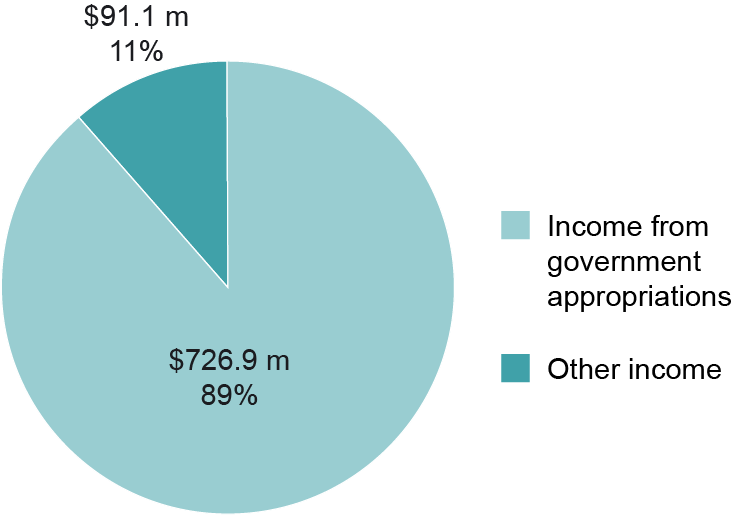 $91.1 m
11%
$726.9 m
89%
Income from
government
appropriations
Other income